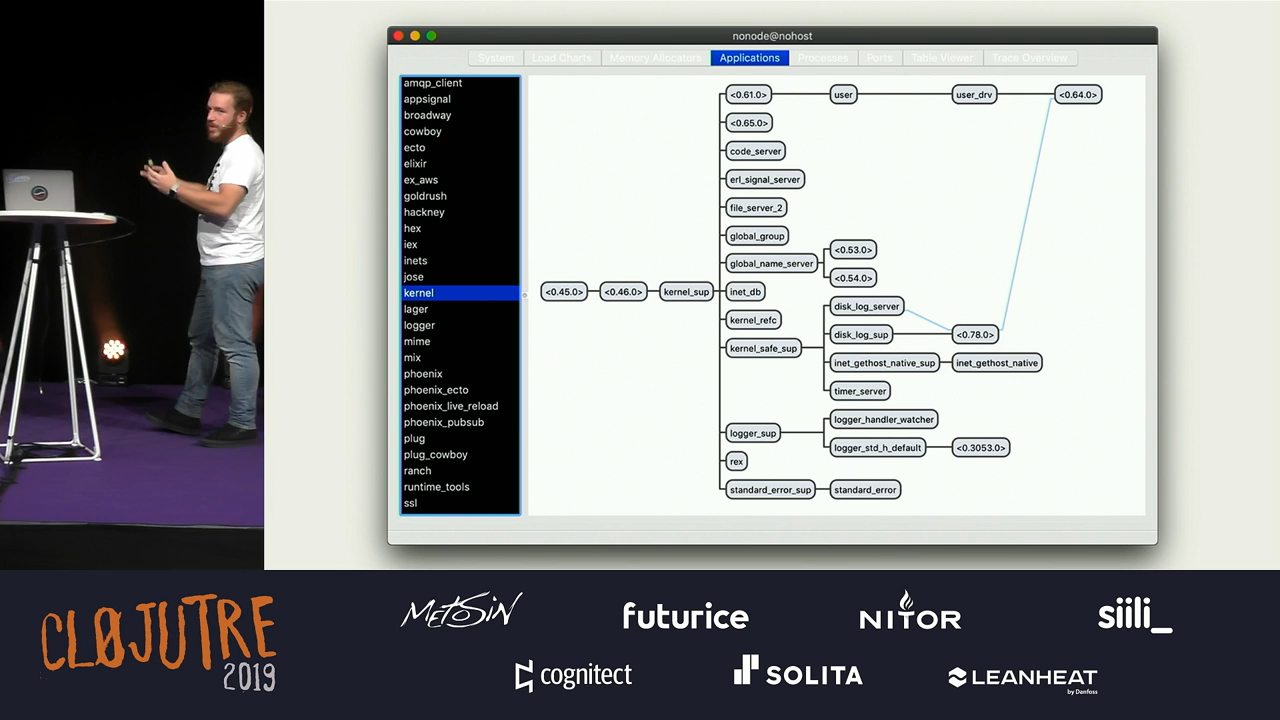 nonode@nohost
System
Load Charts
Memory Allocators
Applications
Processes
Ports
Table Viewer
Trace Overview
amqp_client
appsignal
broadway
cowboy
ecto
elixir
ex_aws
goldrush
hackney
hex
iex
inets
jose
kernel
lager
logger
mime
mix
phoenix
phoenix_ecto
phoenix_live_reload
phoenix_pubsub
plug
plug_cowboy
ranch
runtime_tools
ssl
<0.45.0>
<0.46.0>
kernel_sup
<0.61.0>
user
user_drv
<0.64.0>
<0.65.0>
code_server
erl_signal_server
file_server_2
global_group
global_name_server
<0.53.0>
<0.54.0>
inet_db
kernel_refc
kernel_safe_sup
disk_log_server
disk_log_sup
<0.78.0>
inet_gethost_native_sup
inet_gethost_native
timer_server
logger_sup
logger_handler_watcher
logger_std_h_default
<0.3053.0>
rex
standard_error_sup
standard_error
CLØJUTRE
2019
METOSIN
futurice
NITOR
siili_
cognitect
SOLITA
LEANHEAT
by Danfoss